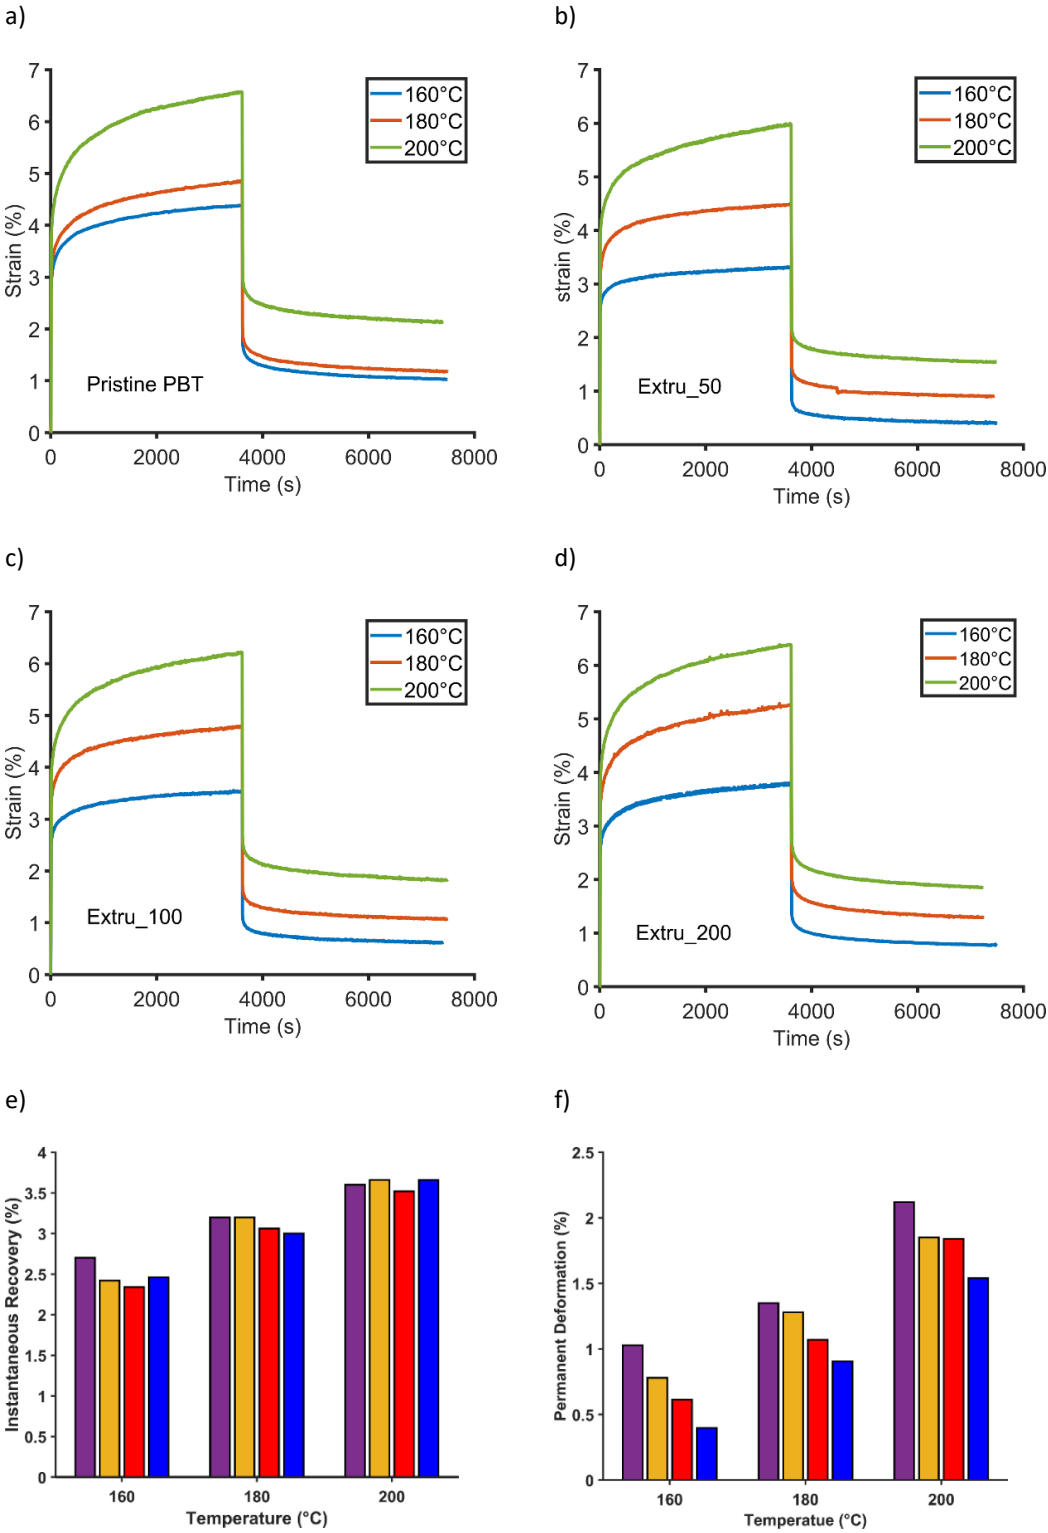 a)
7
6
5
4
3
2
1
0
Strain (%)
160°C
180°C
200°C
Pristine PBT
0 2000 4000 6000 8000
Time (s)
b)
7
6
5
4
3
2
1
0
strain (%)
160°C
180°C
200°C
Extru_50
0 2000 4000 6000 8000
Time (s)
c)
7
6
5
4
3
2
1
0
Strain (%)
160°C
180°C
200°C
Extru_100
0 2000 4000 6000 8000
Time (s)
d)
7
6
5
4
3
2
1
0
Strain (%)
160°C
180°C
200°C
Extru_200
0 2000 4000 6000 8000
Time (s)
e)
4
3.5
3
2.5
2
1.5
1
0.5
0
Instantaneous Recovery (%)
160 180 200
Temperature (°C)
f)
2.5
2
1.5
1
0.5
0
Permanent Deformation (%)
160 180 200
Temperatue (°C)